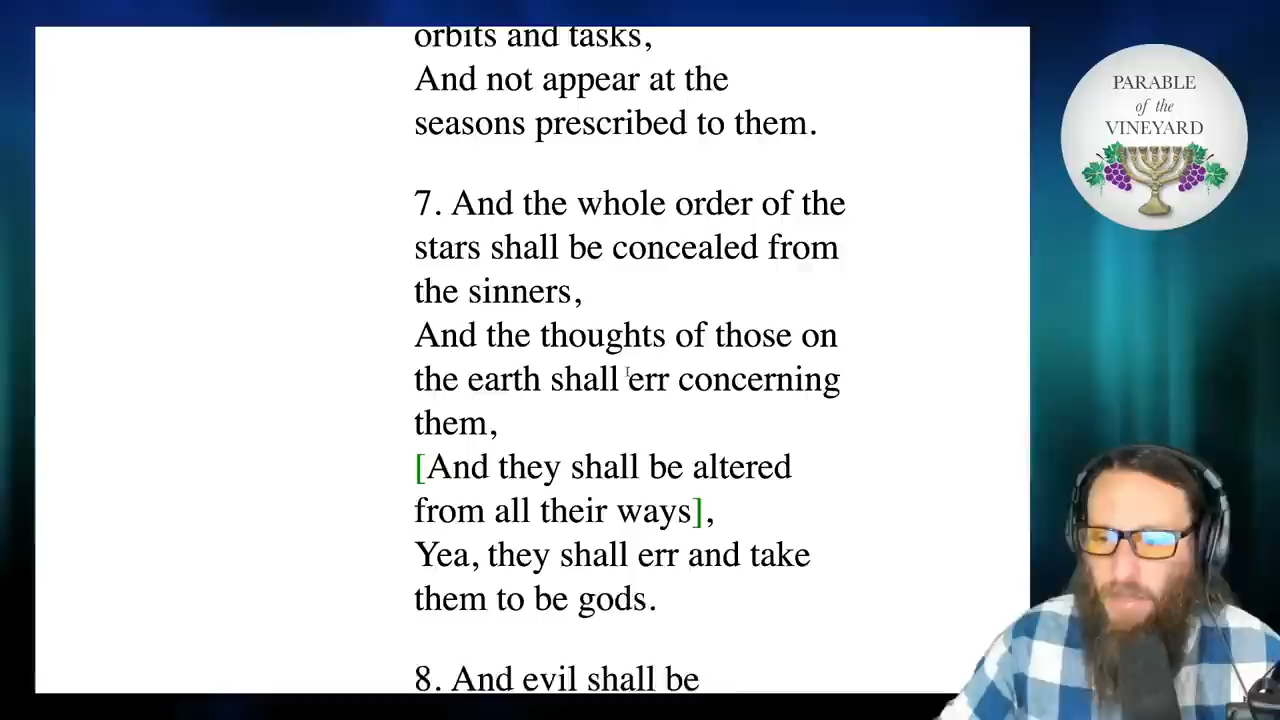 orbits and tasks,
And not appear at the
seasons prescribed to them.
7. And the whole order of the
stars shall be concealed from
the sinners,
And the thoughts of those on
the earth shall err concerning
them,
[And they shall be altered
from all their ways],
Yea, they shall err and take
them to be gods.
8. And evil shall be
PARABLE
of the
VINEYARD